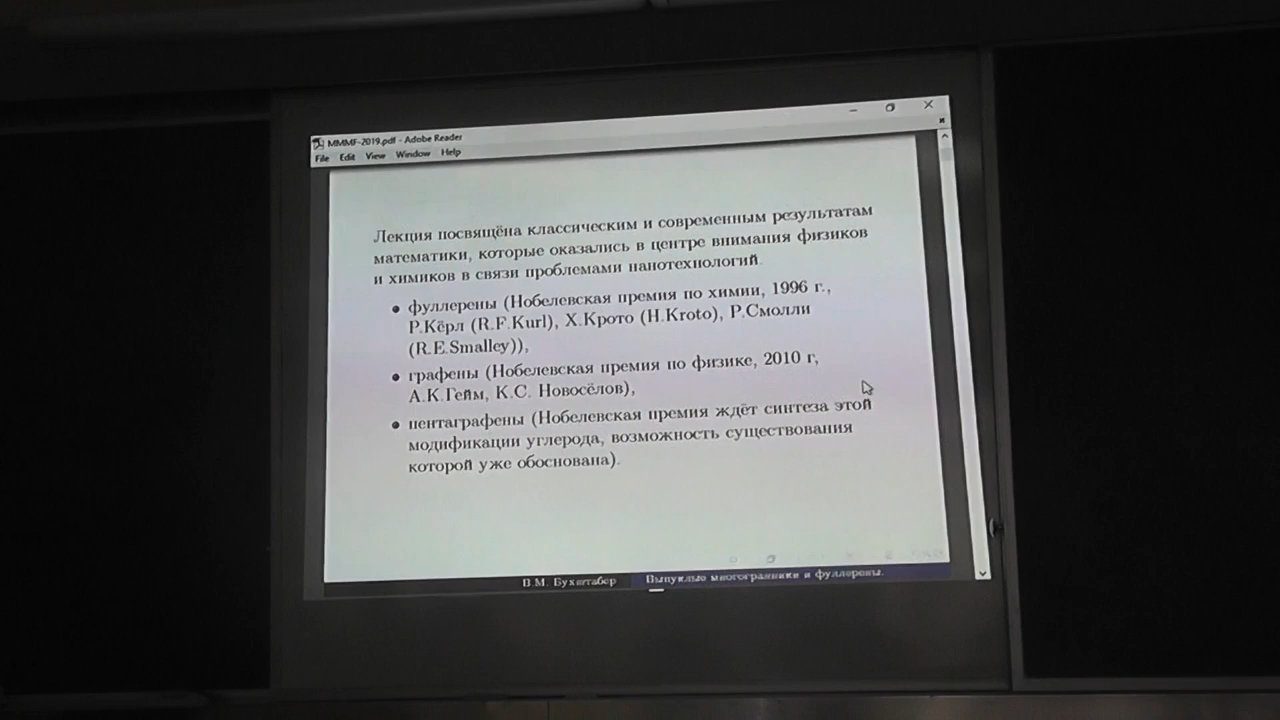 MMMF-2019.pdf - Adobe Reader
File Edit View Window Help
Лекция посвящёна классическим и современным результатам
математики, которые оказались в центре внимания физиков
и химиков в связи проблемами нанотехнологий.
• фуллерены (Нобелевская премия по химии, 1996 г.,
Р.Кёрл (R.F.Kurl), Х.Крото (H.Kroto), Р.Смолли
(R.E.Smalley)),
• графены (Нобелевская премия по физике, 2010 г,
А.К.Гейм, К.С. Новосёлов),
• пентаграфены (Нобелевская премия ждёт синтеза этой
модификации углерода, возможность существования
которой уже обоснована).
В.М. Бухштабер Выпуклые многогранники и фуллерены.